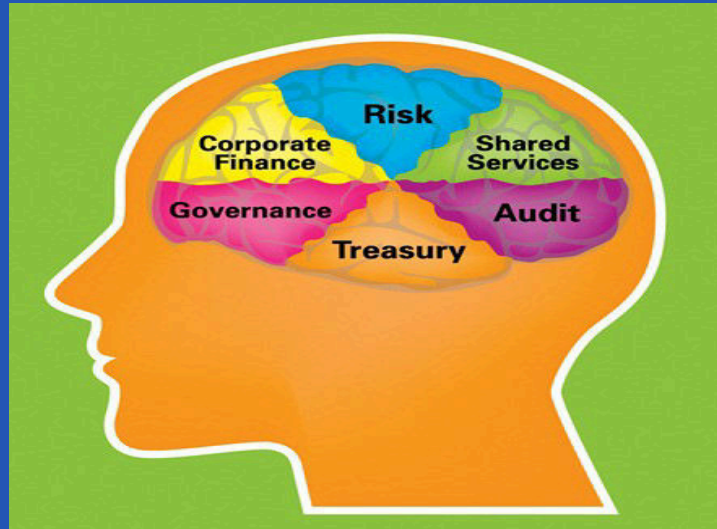 Risk
Corporate
Finance
Shared
Services
Governance
Audit
Treasury